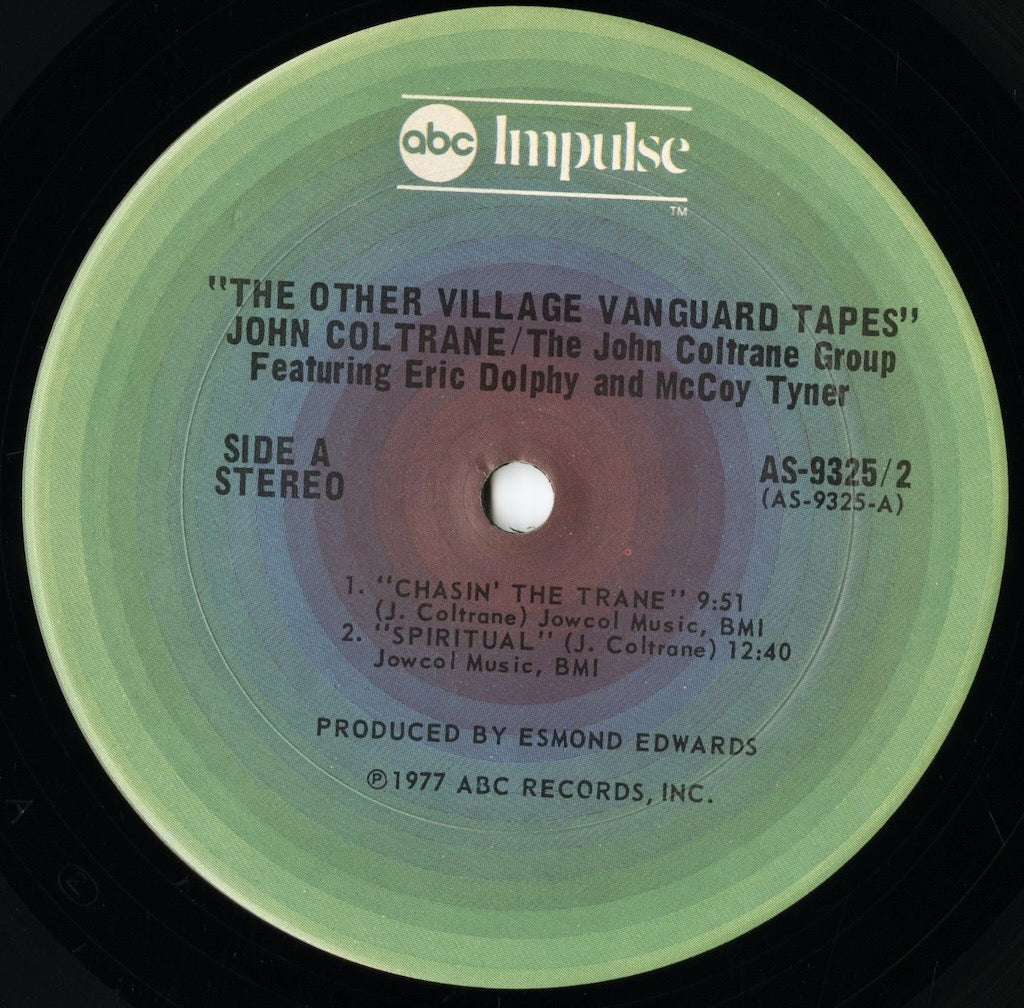 abc Impulse
TM
"THE OTHER VILLAGE VANGUARD TAPES"
JOHN COLTRANE/The John Coltrane Group
Featuring Eric Dolphy and McCoy Tyner
SIDE A
STEREO
AS-9325/2
(AS-9325-A)
1. "CHASIN' THE TRANE" 9:51
(J. Coltrane) Jowcol Music, BMI
2. "SPIRITUAL" (J. Coltrane) 12:40
Jowcol Music, BMI
PRODUCED BY ESMOND EDWARDS
℗1977 ABC RECORDS, INC.